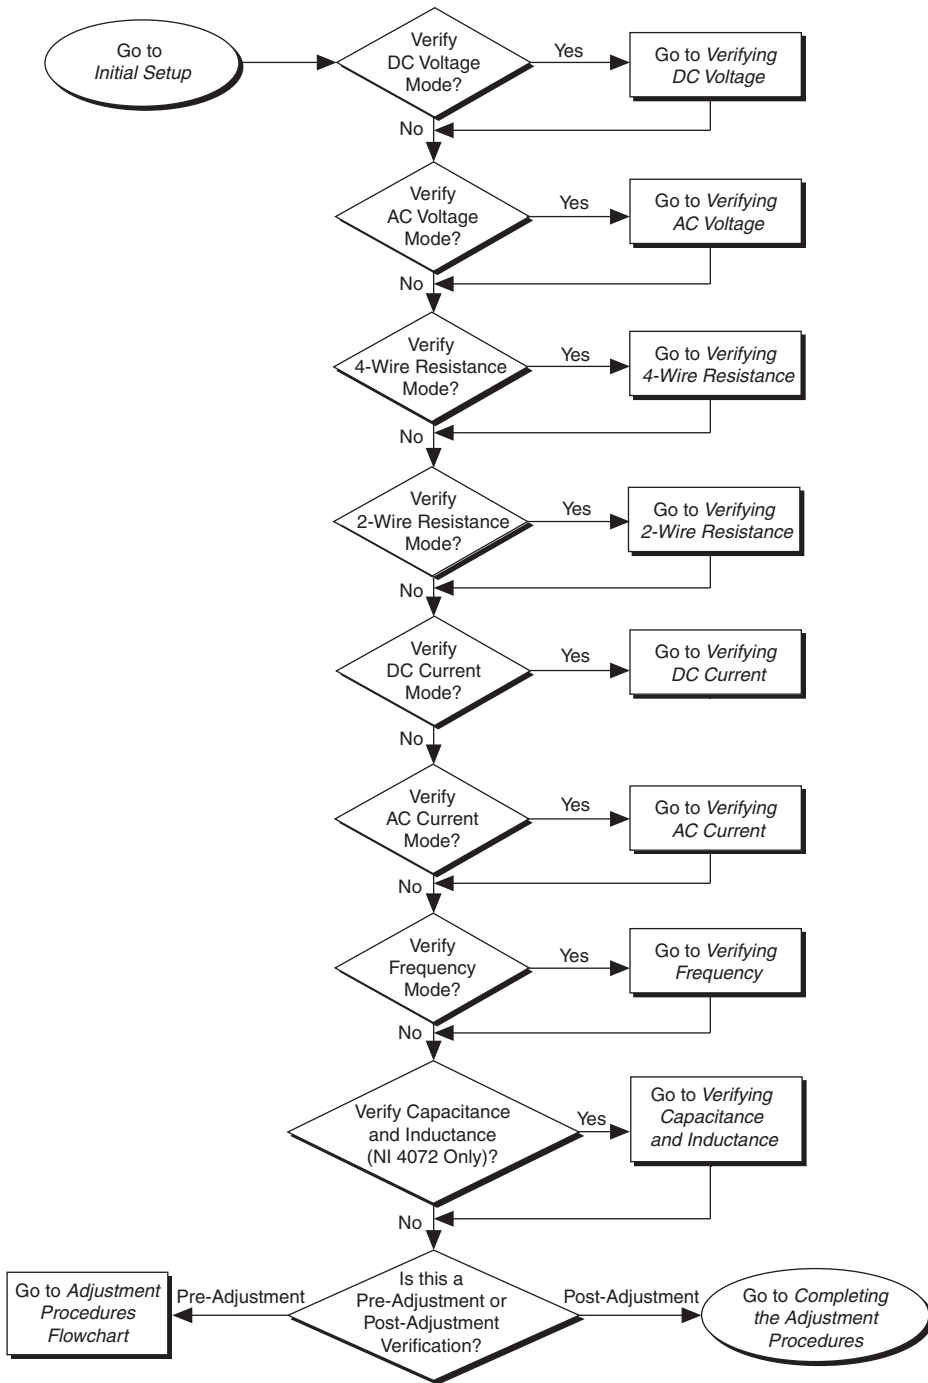 Go to
Initial Setup
Verify
DC Voltage
Mode?
Yes
Go to Verifying
DC Voltage
No
Verify
AC Voltage
Mode?
Yes
Go to Verifying
AC Voltage
No
Verify
4-Wire Resistance
Mode?
Yes
Go to Verifying
4-Wire Resistance
No
Verify
2-Wire Resistance
Mode?
Yes
Go to Verifying
2-Wire Resistance
No
Verify
DC Current
Mode?
Yes
Go to Verifying
DC Current
No
Verify
AC Current
Mode?
Yes
Go to Verifying
AC Current
No
Verify
Frequency
Mode?
Yes
Go to Verifying
Frequency
No
Verify Capacitance
and Inductance
(NI 4072 Only)?
Yes
Go to Verifying
Capacitance
and Inductance
No
Go to Adjustment
Procedures
Flowchart
Pre-Adjustment
Is this a
Pre-Adjustment or
Post-Adjustment
Verification?
Post-Adjustment
Go to Completing
the Adjustment
Procedures